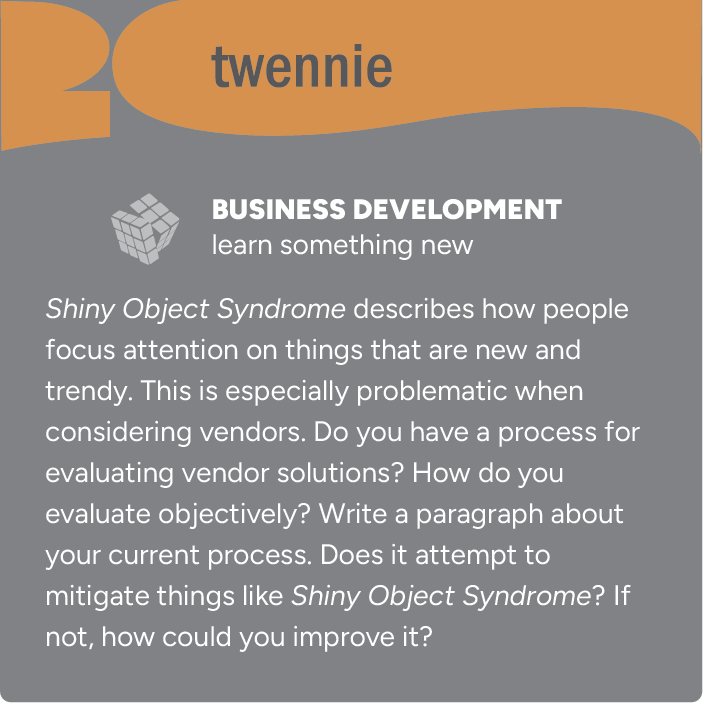 twennie
BUSINESS DEVELOPMENT
learn something new
Shiny Object Syndrome describes how people
focus attention on things that are new and
trendy. This is especially problematic when
considering vendors. Do you have a process for
evaluating vendor solutions? How do you
evaluate objectively? Write a paragraph about
your current process. Does it attempt to
mitigate things like Shiny Object Syndrome? If
not, how could you improve it?